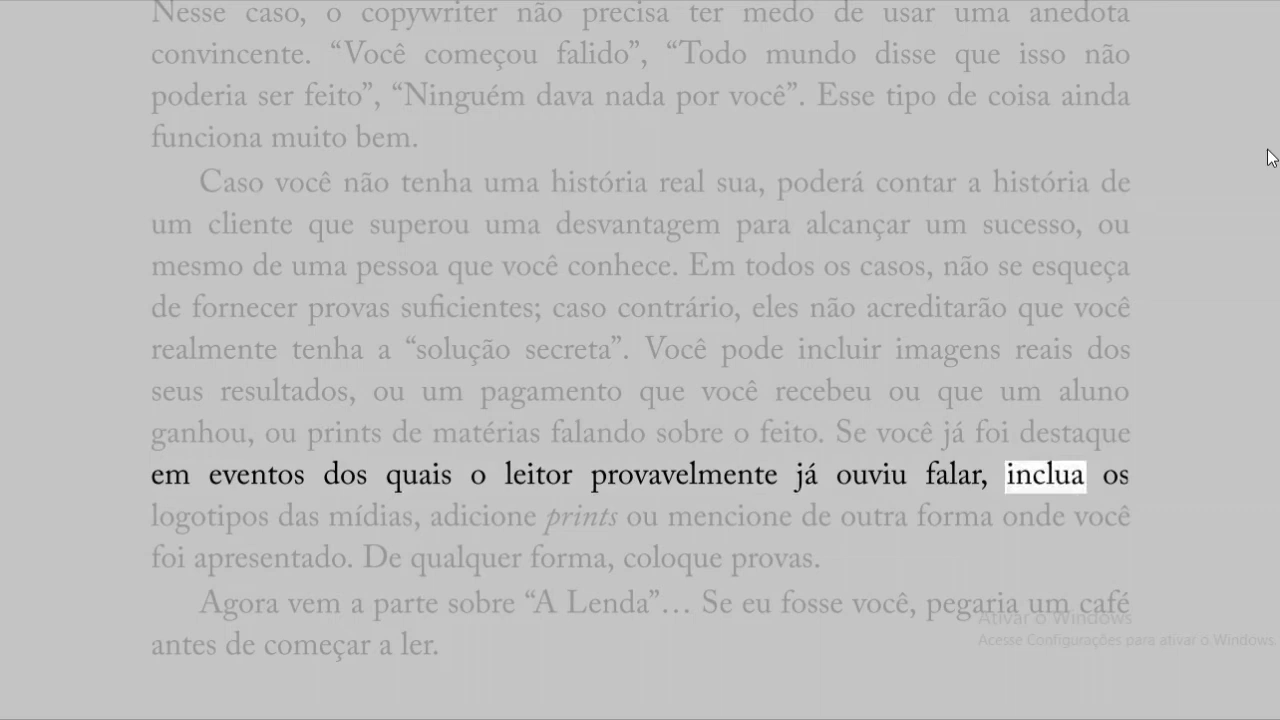 Nesse caso, o copywriter não precisa ter medo de usar uma anedota
convincente. “Você começou falido”, “Todo mundo disse que isso não
poderia ser feito”, “Ninguém dava nada por você”. Esse tipo de coisa ainda
funciona muito bem.
Caso você não tenha uma história real sua, poderá contar a história de
um cliente que superou uma desvantagem para alcançar um sucesso, ou
mesmo de uma pessoa que você conhece. Em todos os casos, não se esqueça
de fornecer provas suficientes; caso contrário, eles não acreditarão que você
realmente tenha a “solução secreta”. Você pode incluir imagens reais dos
seus resultados, ou um pagamento que você recebeu ou que um aluno
ganhou, ou prints de matérias falando sobre o feito. Se você já foi destaque
em eventos dos quais o leitor provavelmente já ouviu falar, inclua os
logotipos das mídias, adicione prints ou mencione de outra forma onde você
foi apresentado. De qualquer forma, coloque provas.
Agora vem a parte sobre “A Lenda”… Se eu fosse você, pegaria um café
antes de começar a ler.
Ativar o Windows
Acesse Configurações para ativar o Windows.